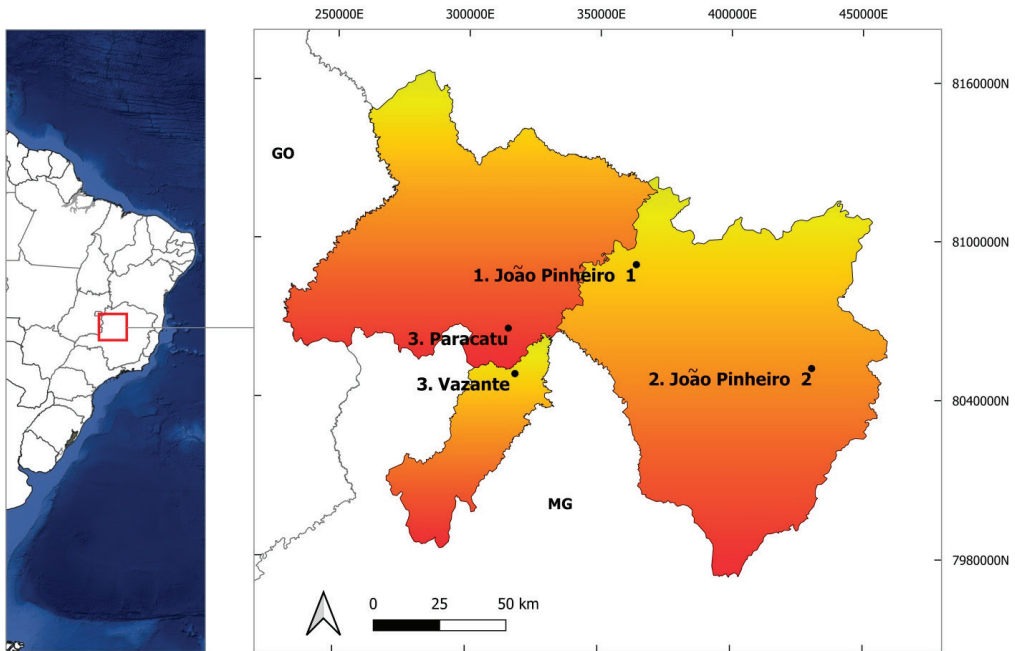 250000E 300000E 350000E 400000E 450000E
8160000N
GO
8100000N
1. João Pinheiro 1
3. Paracatu
3. Vazante
2. João Pinheiro 2
8040000N
MG
7980000N
0 25 50 km